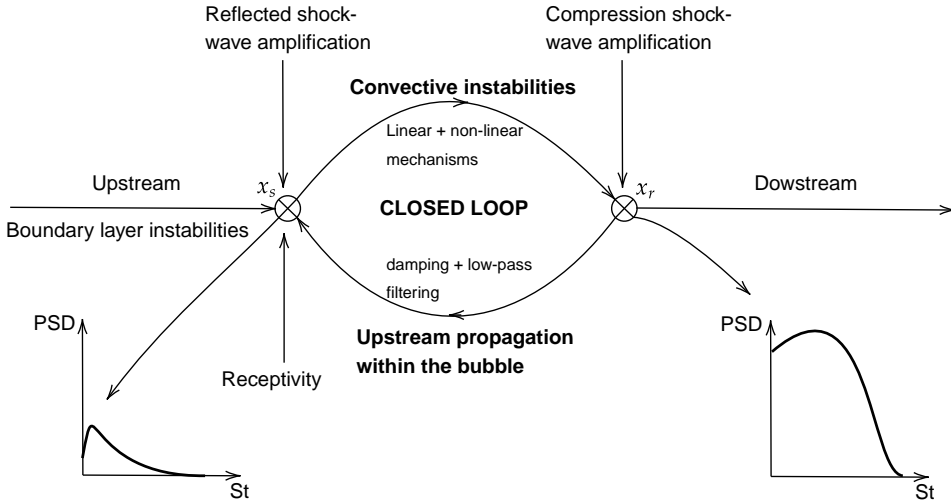 Reflected shock-
wave amplification
Compression shock-
wave amplification
Convective instabilities
Linear + non-linear
mechanisms
Upstream
x_s
CLOSED LOOP
x_r
Dowstream
Boundary layer instabilities
damping + low-pass
filtering
Upstream propagation
within the bubble
Receptivity
PSD
St
PSD
St